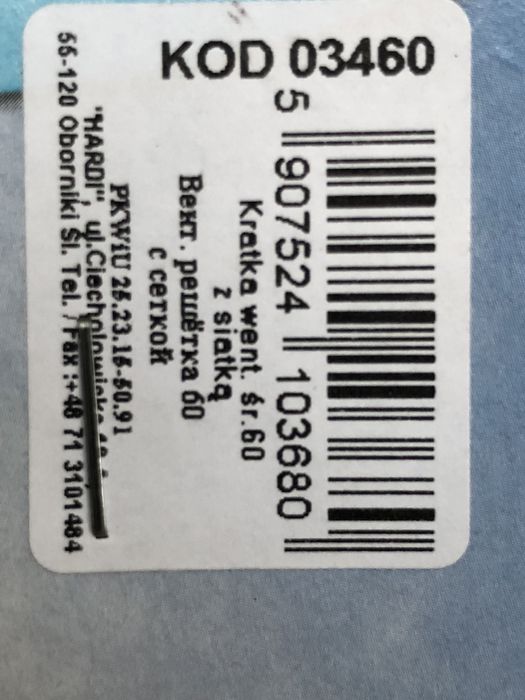 KOD 03460
5 907524 103680
Kratka went. śr.60
z siatką
Вент. решётка 60
с сеткой
PKWiU 25.23.15-50.91
"HARDI", ul.
55-120 Oborniki Śl. Tel. /Fax :+48 71 3101484